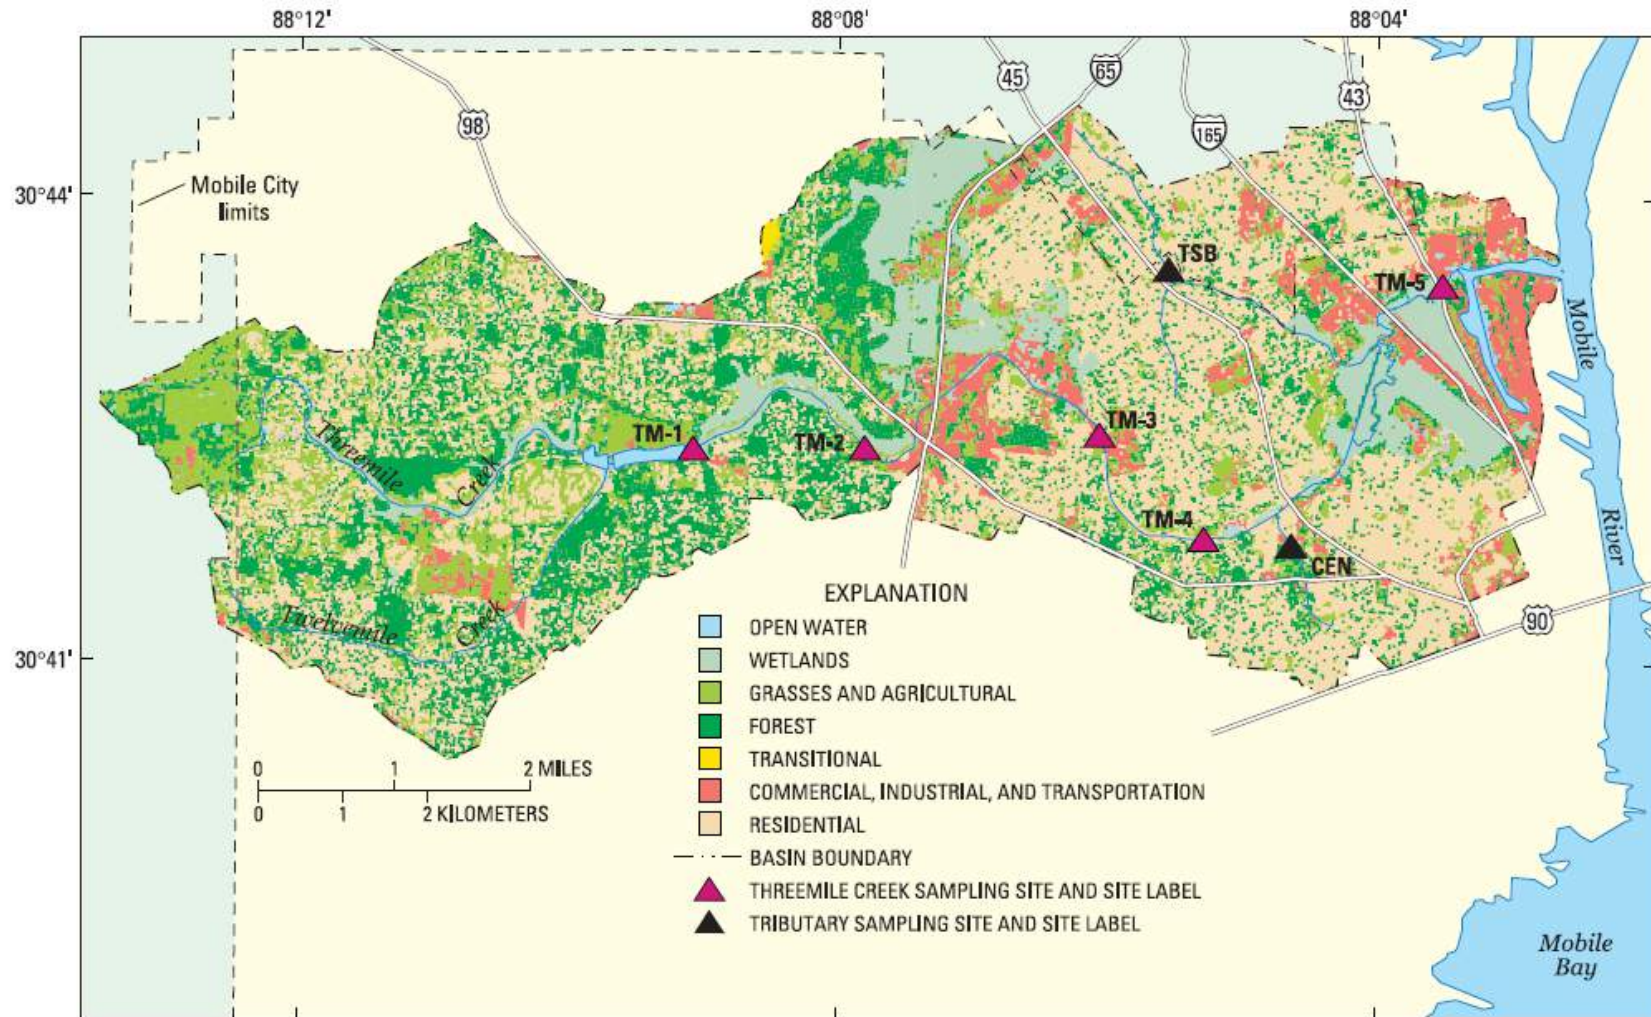 88°12'
88°08'
88°04'
45
65
43
98
165
30°44'
Mobile City
limits
TSB
TM-5
Mobile
River
TM-1
TM-2
TM-3
Threemile
Creek
TM-4
CEN
Twelvemile
Creek
90
30°41'
0 1 2 MILES
0 1 2 KILOMETERS
EXPLANATION
OPEN WATER
WETLANDS
GRASSES AND AGRICULTURAL
FOREST
TRANSITIONAL
COMMERCIAL, INDUSTRIAL, AND TRANSPORTATION
RESIDENTIAL
BASIN BOUNDARY
THREEMILE CREEK SAMPLING SITE AND SITE LABEL
TRIBUTARY SAMPLING SITE AND SITE LABEL
Mobile
Bay